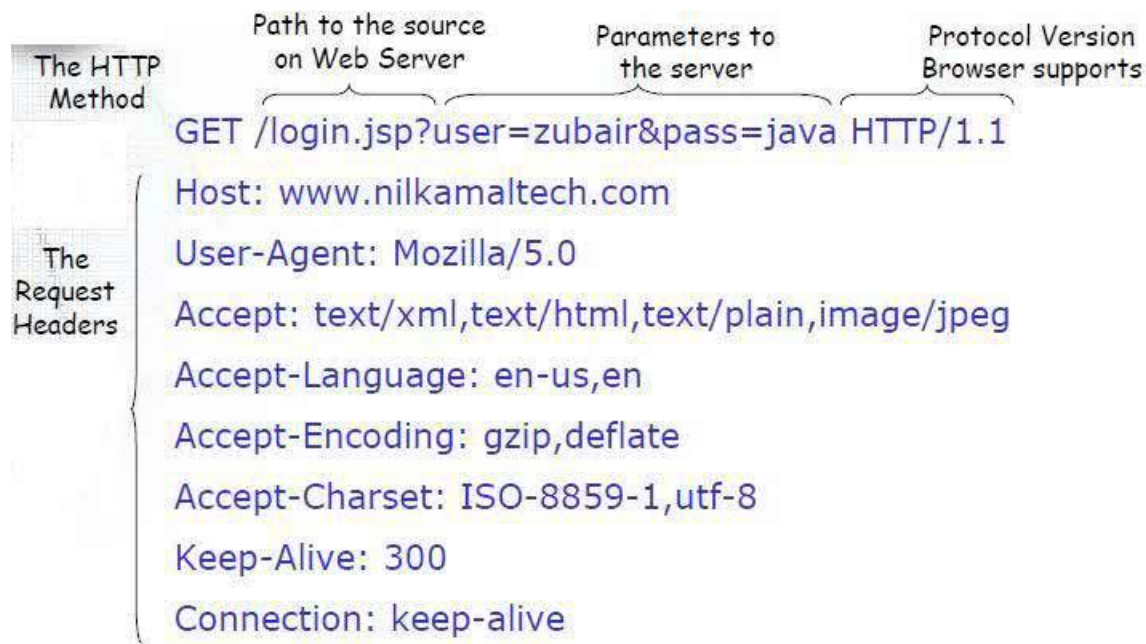 The HTTP
Method
Path to the source
on Web Server
Parameters to
the server
Protocol Version
Browser supports
GET /login.jsp?user=zubair&pass=java HTTP/1.1
The
Request
Headers
Host: www.nilkamaltech.com
User-Agent: Mozilla/5.0
Accept: text/xml,text/html,text/plain,image/jpeg
Accept-Language: en-us,en
Accept-Encoding: gzip,deflate
Accept-Charset: ISO-8859-1,utf-8
Keep-Alive: 300
Connection: keep-alive